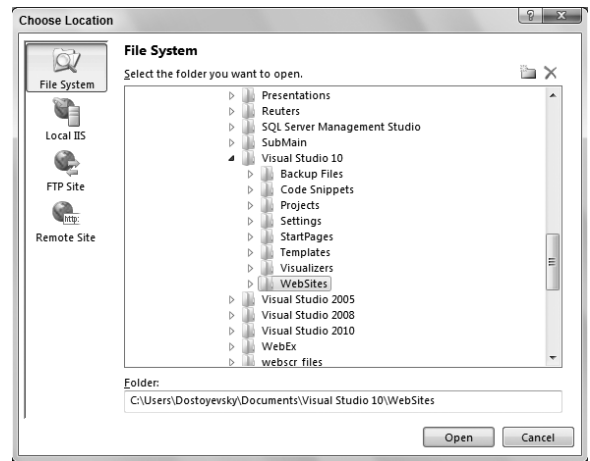 Choose Location
File System
Local IIS
FTP Site
http:
Remote Site
File System
Select the folder you want to open.
Presentations
Reuters
SQL Server Management Studio
SubMain
Visual Studio 10
Backup Files
Code Snippets
Projects
Settings
StartPages
Templates
Visualizers
WebSites
Visual Studio 2005
Visual Studio 2008
Visual Studio 2010
WebEx
webscr_files
Folder:
C:\Users\Dostoyevsky\Documents\Visual Studio 10\WebSites
Open Cancel